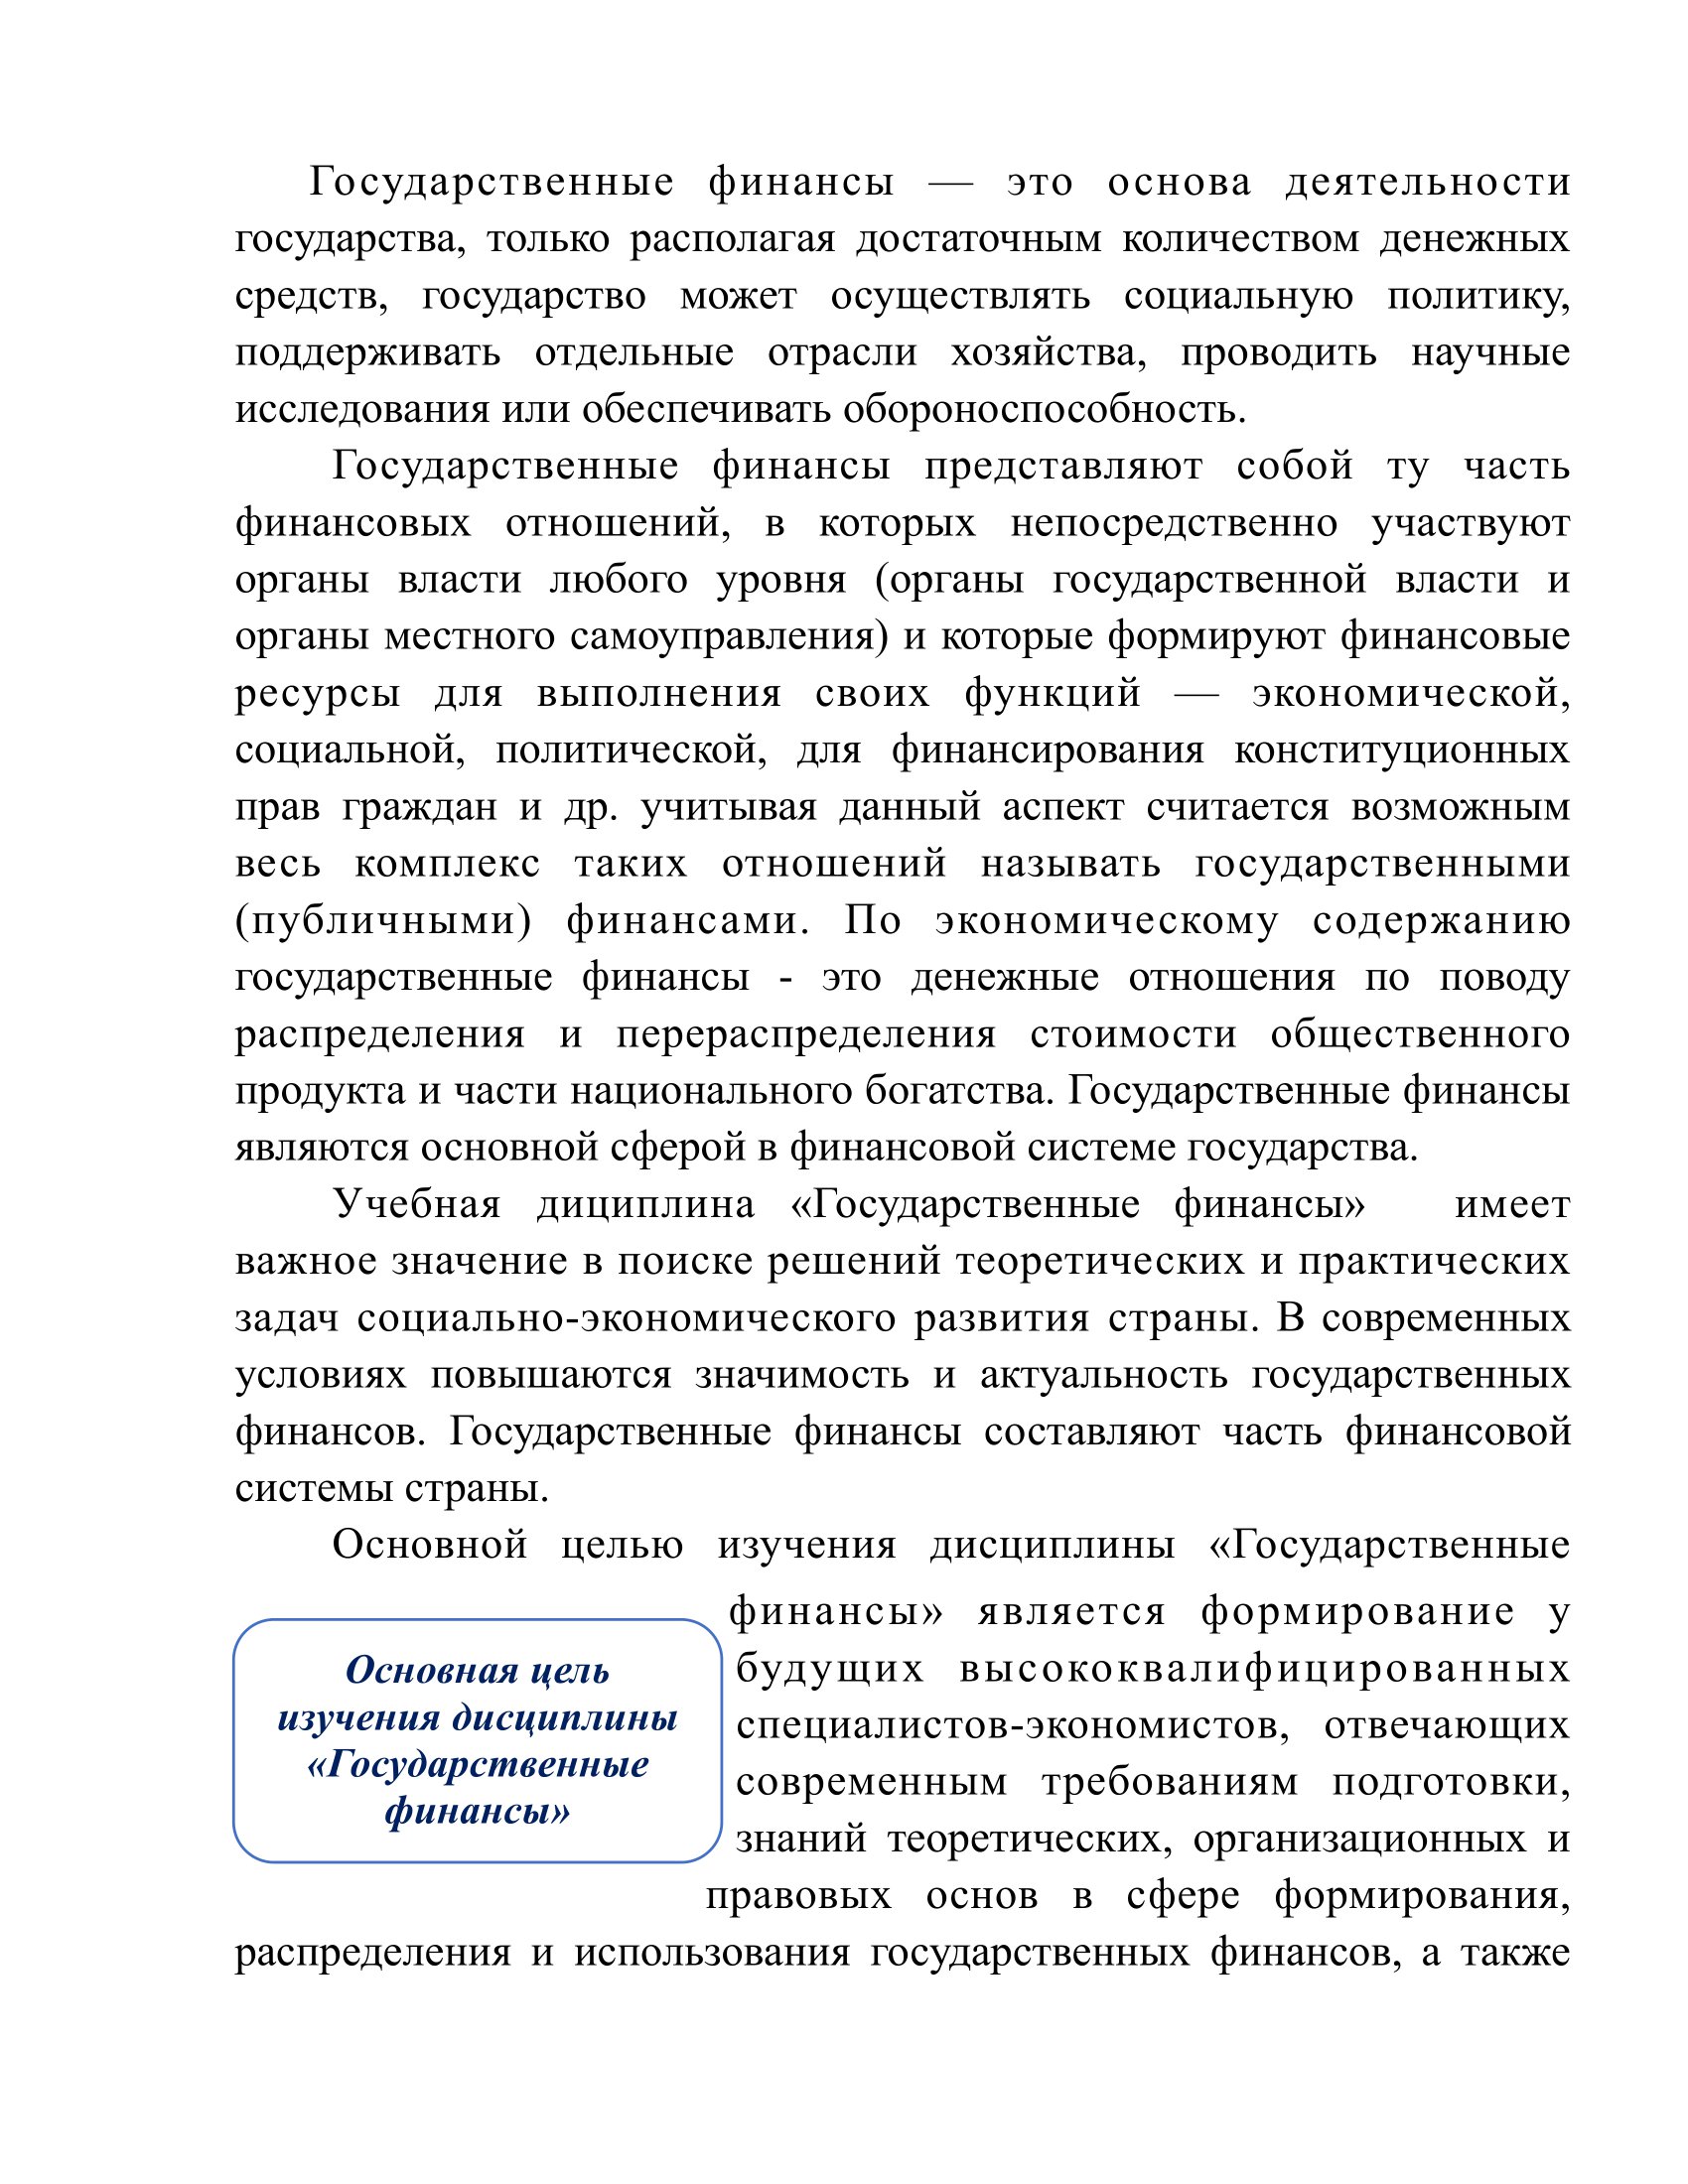 Государственные финансы — это основа деятельности
государства, только располагая достаточным количеством денежных
средств, государство может осуществлять социальную политику,
поддерживать отдельные отрасли хозяйства, проводить научные
исследования или обеспечивать обороноспособность.
Государственные финансы представляют собой ту часть
финансовых отношений, в которых непосредственно участвуют
органы власти любого уровня (органы государственной власти и
органы местного самоуправления) и которые формируют финансовые
ресурсы для выполнения своих функций — экономической,
социальной, политической, для финансирования конституционных
прав граждан и др. учитывая данный аспект считается возможным
весь комплекс таких отношений называть государственными
(публичными) финансами. По экономическому содержанию
государственные финансы - это денежные отношения по поводу
распределения и перераспределения стоимости общественного
продукта и части национального богатства. Государственные финансы
являются основной сферой в финансовой системе государства.
Учебная дициплина «Государственные финансы» имеет
важное значение в поиске решений теоретических и практических
задач социально-экономического развития страны. В современных
условиях повышаются значимость и актуальность государственных
финансов. Государственные финансы составляют часть финансовой
системы страны.
Основной целью изучения дисциплины «Государственные
финансы» является формирование у
будущих высококвалифицированных
специалистов-экономистов, отвечающих
современным требованиям подготовки,
знаний теоретических, организационных и
правовых основ в сфере формирования,
распределения и использования государственных финансов, а также
Основная цель
изучения дисциплины
«Государственные
финансы»